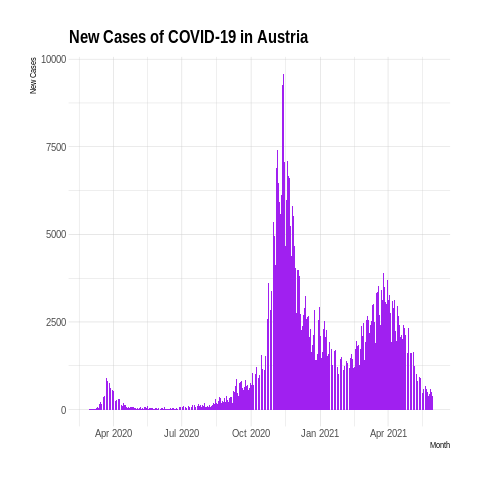 New Cases of COVID-19 in Austria
New Cases
10000
7500
5000
2500
0
Apr 2020 Jul 2020 Oct 2020 Jan 2021 Apr 2021
Month